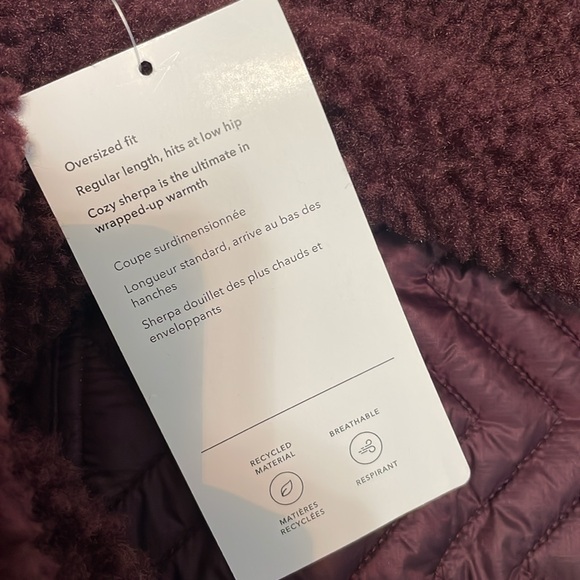 Oversized fit
Regular length, hits at low hip
Cozy sherpa is the ultimate in
wrapped-up warmth
Coupe surdimensionnée
Longueur standard, arrive au bas des
hanches
Sherpa douillet des plus chauds et
enveloppants
RECYCLED
MATERIAL
MATIÈRES
RECYCLÉES
BREATHABLE
RESPIRANT